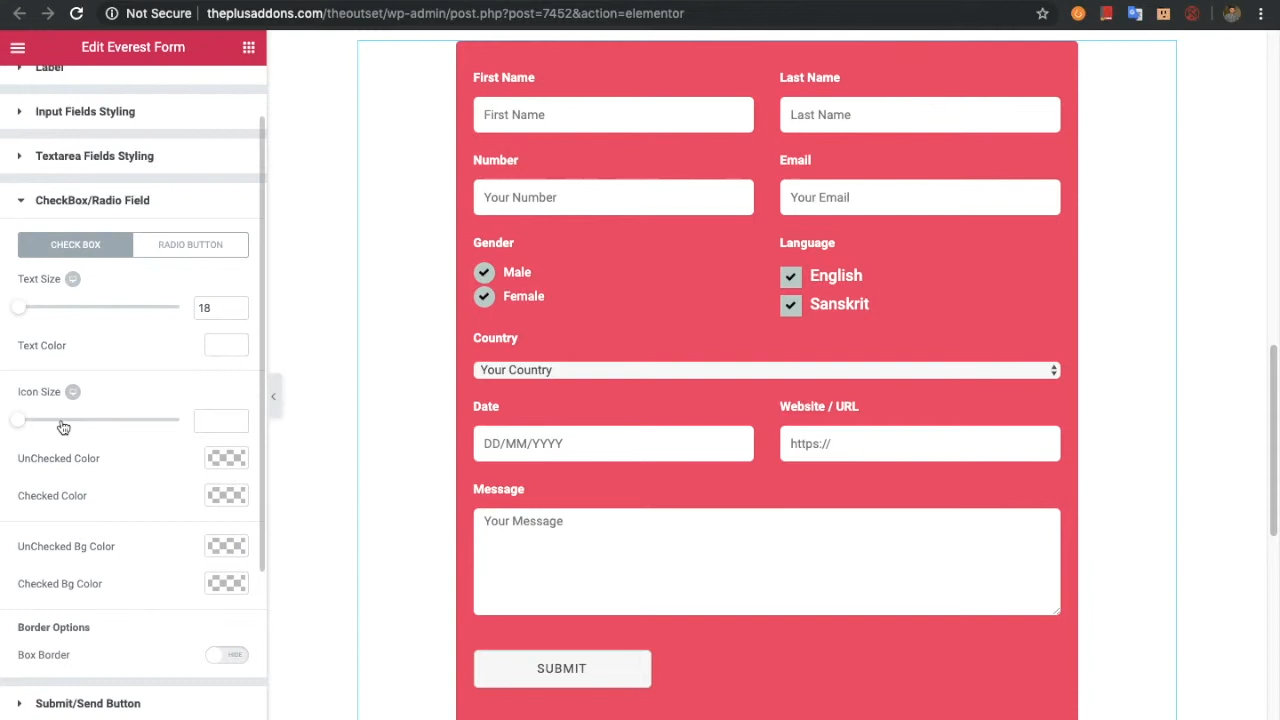 Not Secure theplusaddons.com/theoutset/wp-admin/post.php?post=7452&action=elementor
Edit Everest Form
Label
Input Fields Styling
Textarea Fields Styling
CheckBox/Radio Field
CHECK BOX RADIO BUTTON
Text Size
18
Text Color
Icon Size
UnChecked Color
Checked Color
UnChecked Bg Color
Checked Bg Color
Border Options
Box Border HIDE
Submit/Send Button
First Name Last Name
First Name Last Name
Number Email
Your Number Your Email
Gender Language
Male English
Female Sanskrit
Country
Your Country
Date Website / URL
DD/MM/YYYY https://
Message
Your Message
SUBMIT